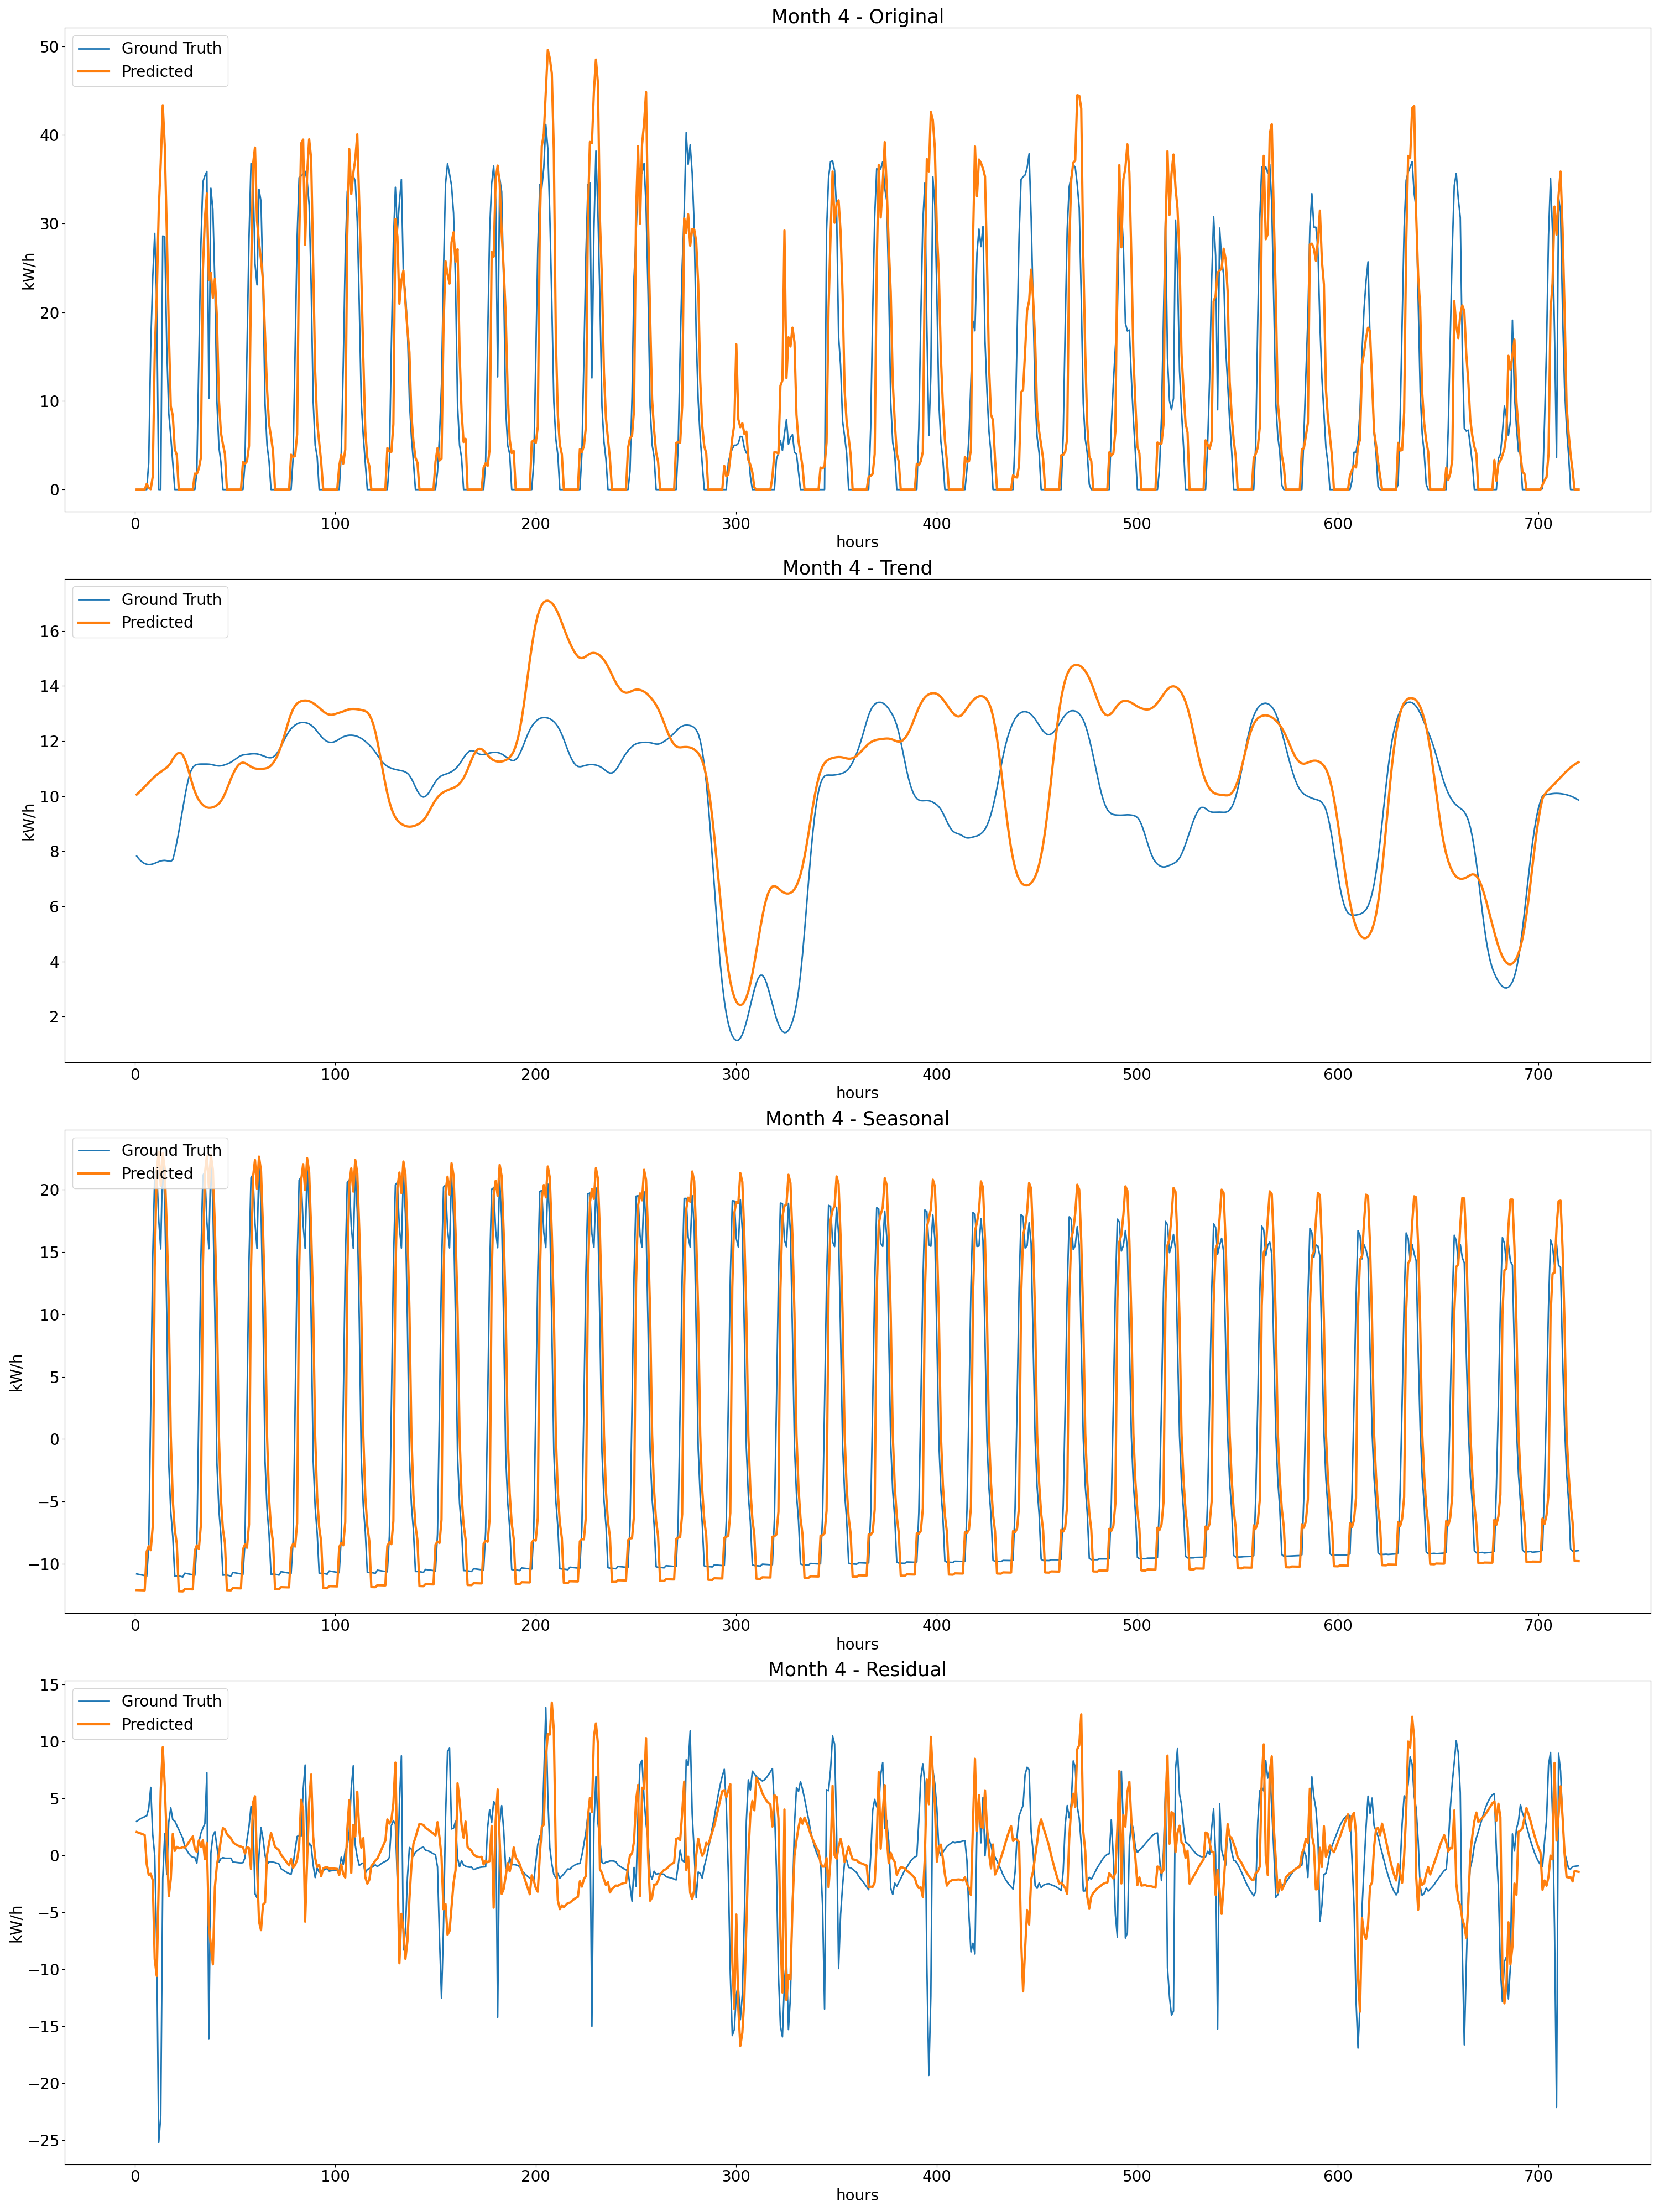 Month 4 - Original
Ground Truth
Predicted
50
40
30
20
10
0
kW/h
0 100 200 300 400 500 600 700
hours
Month 4 - Trend
Ground Truth
Predicted
16
14
12
10
8
6
4
2
kW/h
0 100 200 300 400 500 600 700
hours
Month 4 - Seasonal
Ground Truth
Predicted
20
15
10
5
0
−5
−10
kW/h
0 100 200 300 400 500 600 700
hours
Month 4 - Residual
Ground Truth
Predicted
15
10
5
0
−5
−10
−15
−20
−25
kW/h
0 100 200 300 400 500 600 700
hours